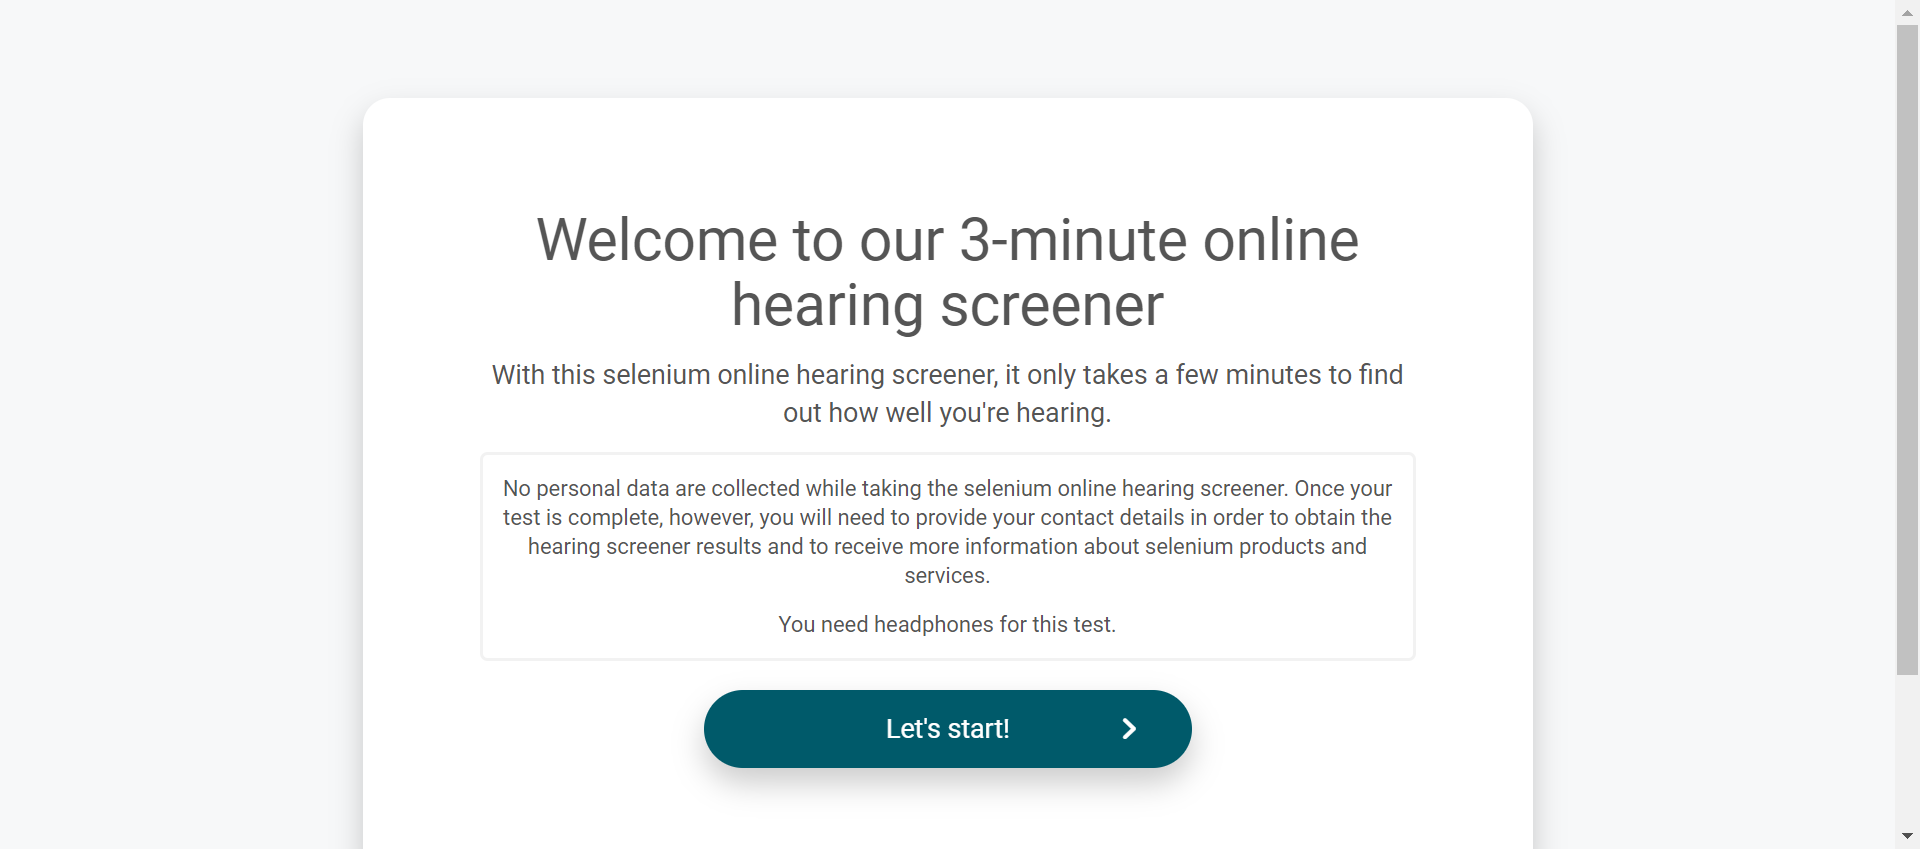 Welcome to our 3-minute online
hearing screener
With this selenium online hearing screener, it only takes a few minutes to find
out how well you're hearing.
No personal data are collected while taking the selenium online hearing screener. Once your
test is complete, however, you will need to provide your contact details in order to obtain the
hearing screener results and to receive more information about selenium products and
services.
You need headphones for this test.
Let's start!